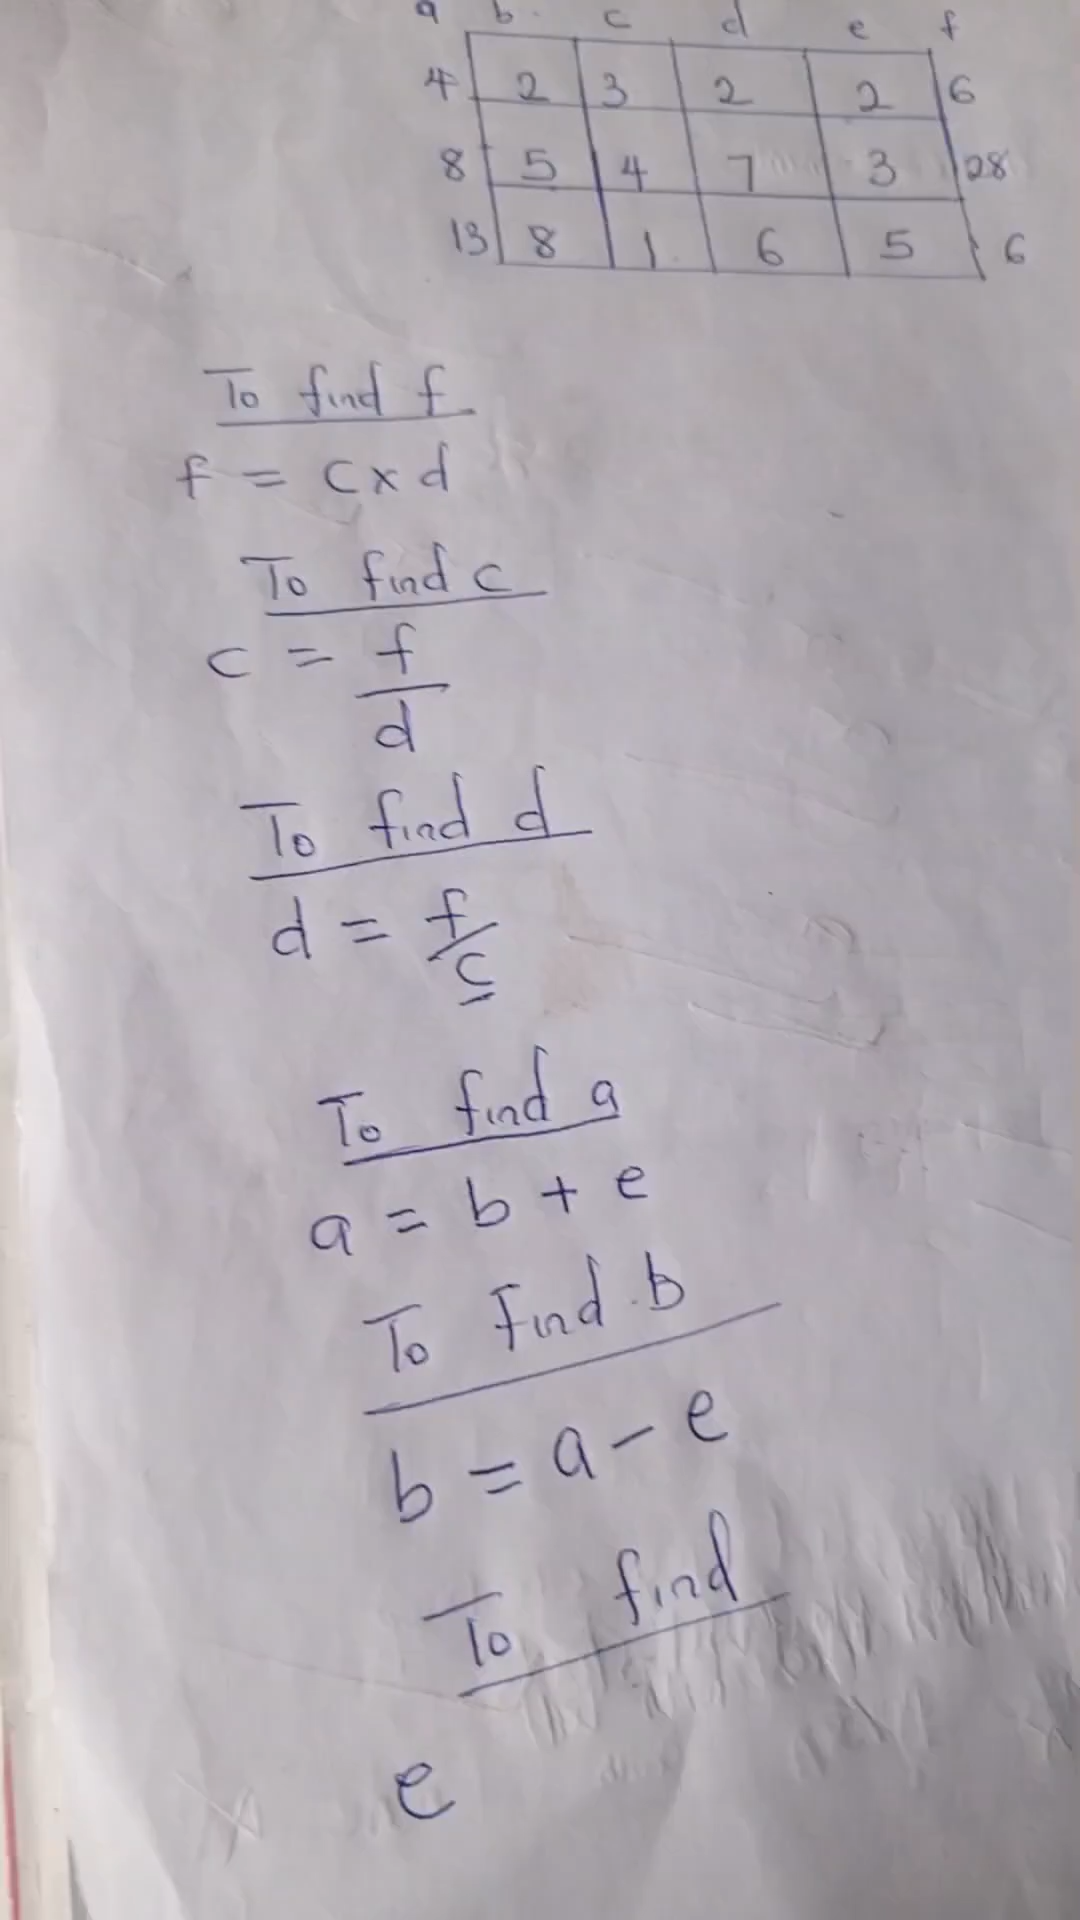 a b c d e f
4 2 3 2 2 6
8 5 4 7 3 28
13 8 1 6 5 6
To find f
f = c x d
To find c
c = f
d
To find d
d = f/c
To find a
a = b + e
To find b
b = a - e
To find
e